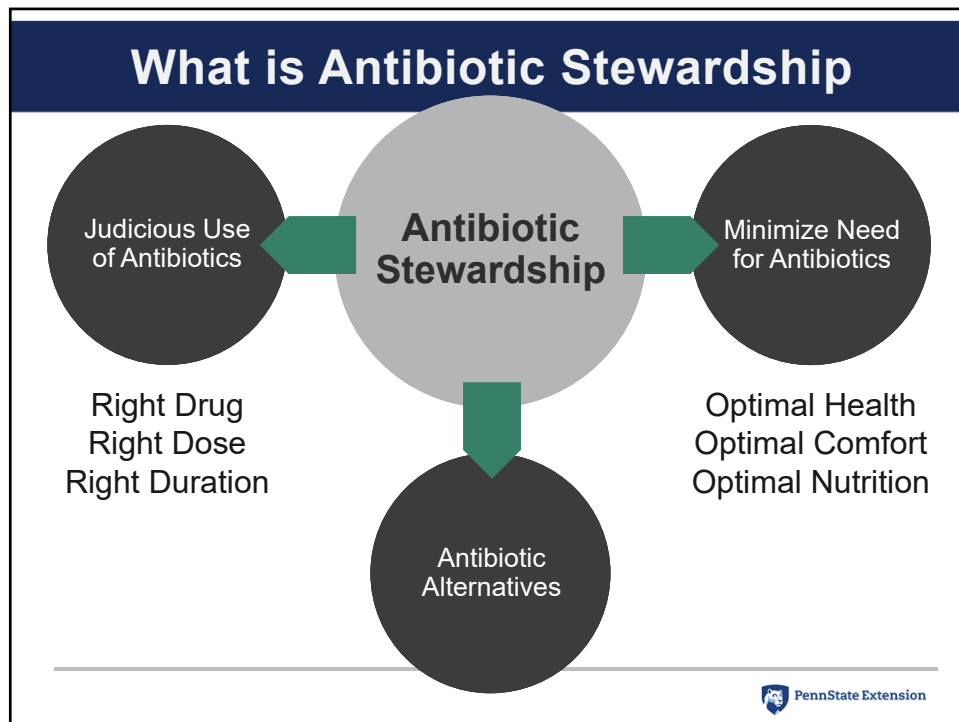 What is Antibiotic Stewardship
Judicious Use
of Antibiotics
Antibiotic
Stewardship
Minimize Need
for Antibiotics
Right Drug
Right Dose
Right Duration
Optimal Health
Optimal Comfort
Optimal Nutrition
Antibiotic
Alternatives
PennState Extension